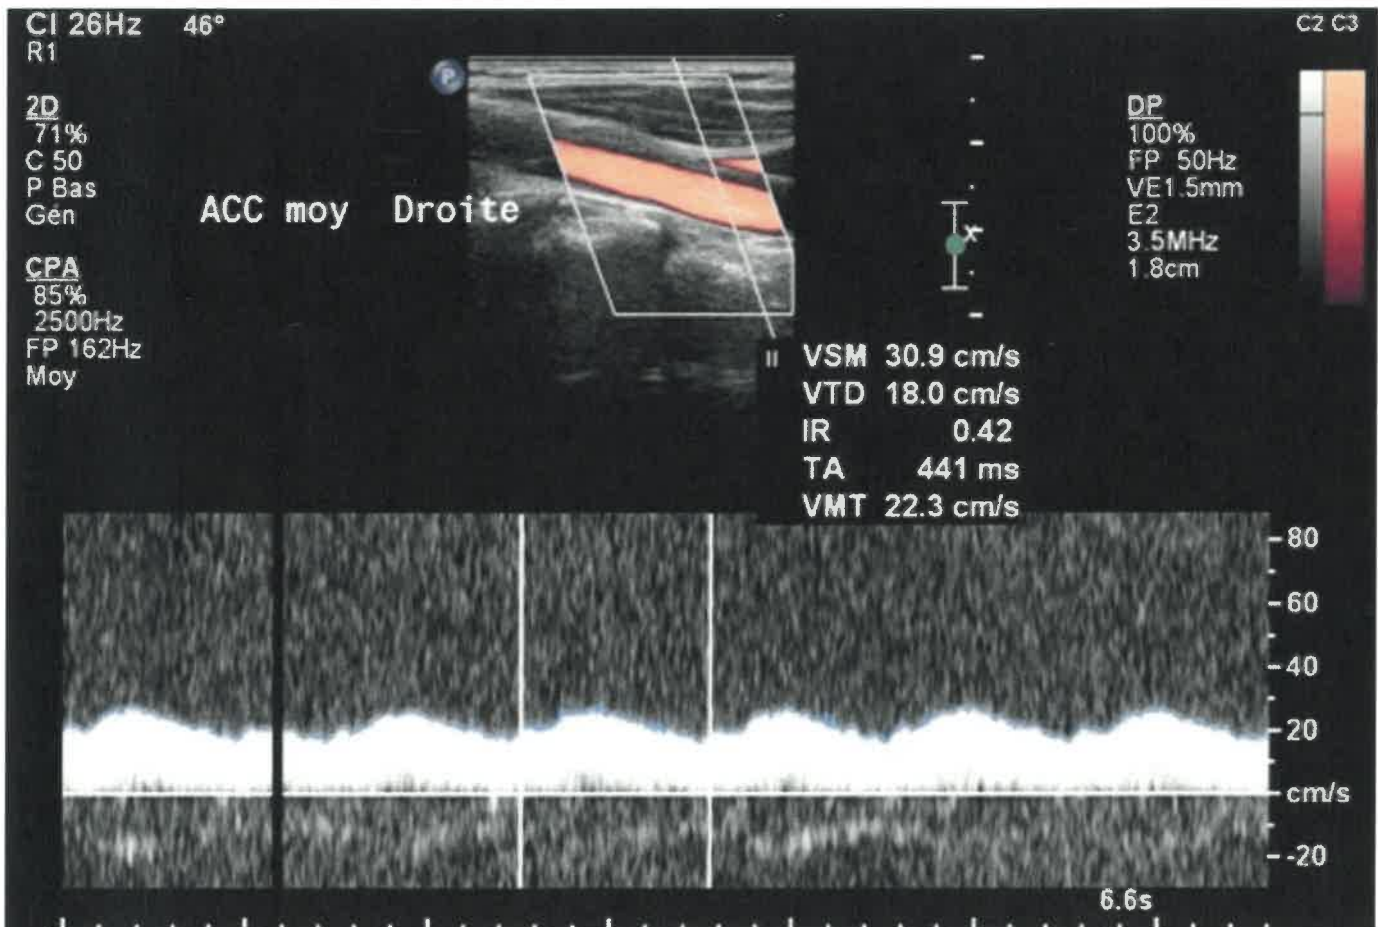 CI 26Hz 46°
R1
C2 C3
P
2D
71%
C 50
P Bas
Gén
CPA
85%
2500Hz
FP 162Hz
Moy
ACC moy Droite
x
DP
100%
FP 50Hz
VE1.5mm
E2
3.5MHz
1.8cm
VSM 30.9 cm/s
VTD 18.0 cm/s
IR 0.42
TA 441 ms
VMT 22.3 cm/s
80
60
40
20
cm/s
-20
6.6s